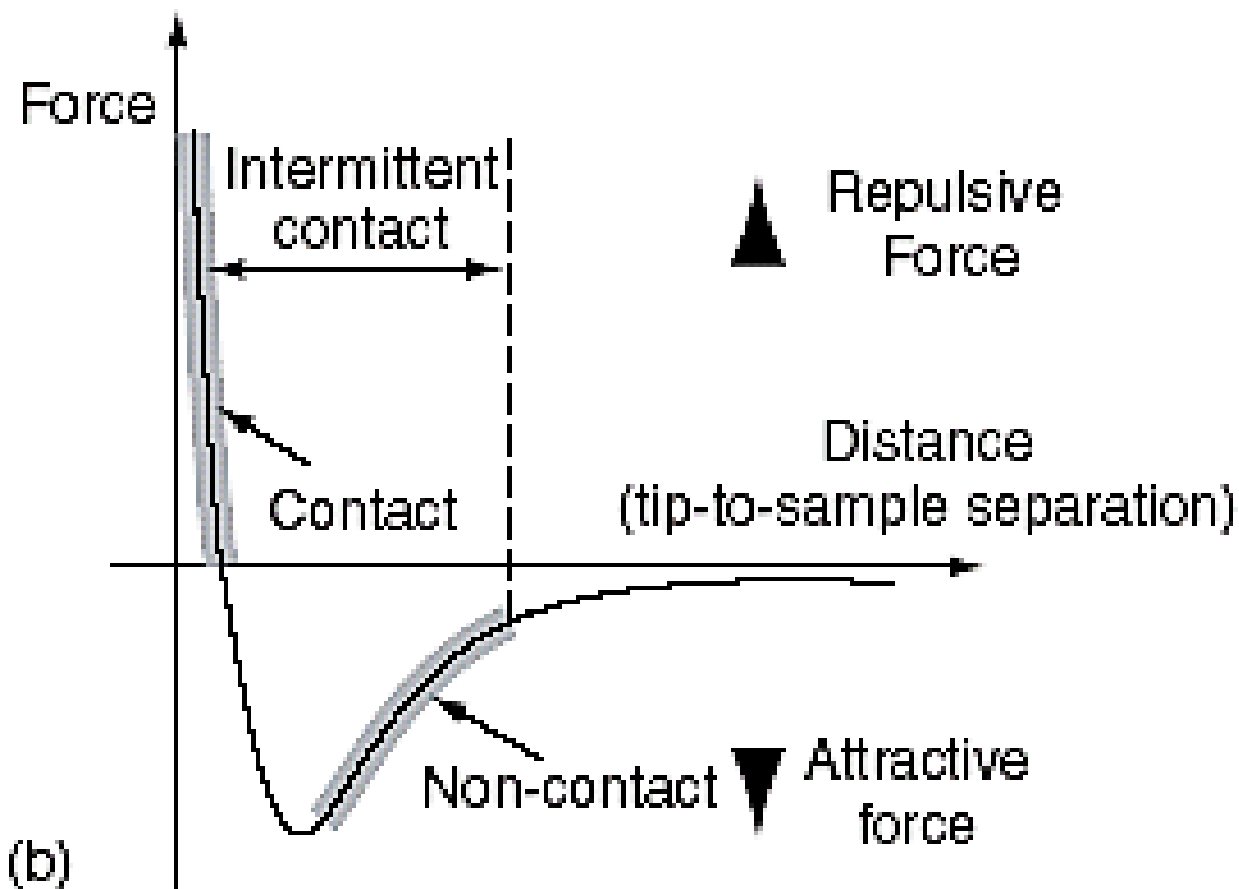 Force
Intermittent
contact
Repulsive
Force
Contact
Distance
(tip-to-sample separation)
Non-contact
Attractive
force
(b)